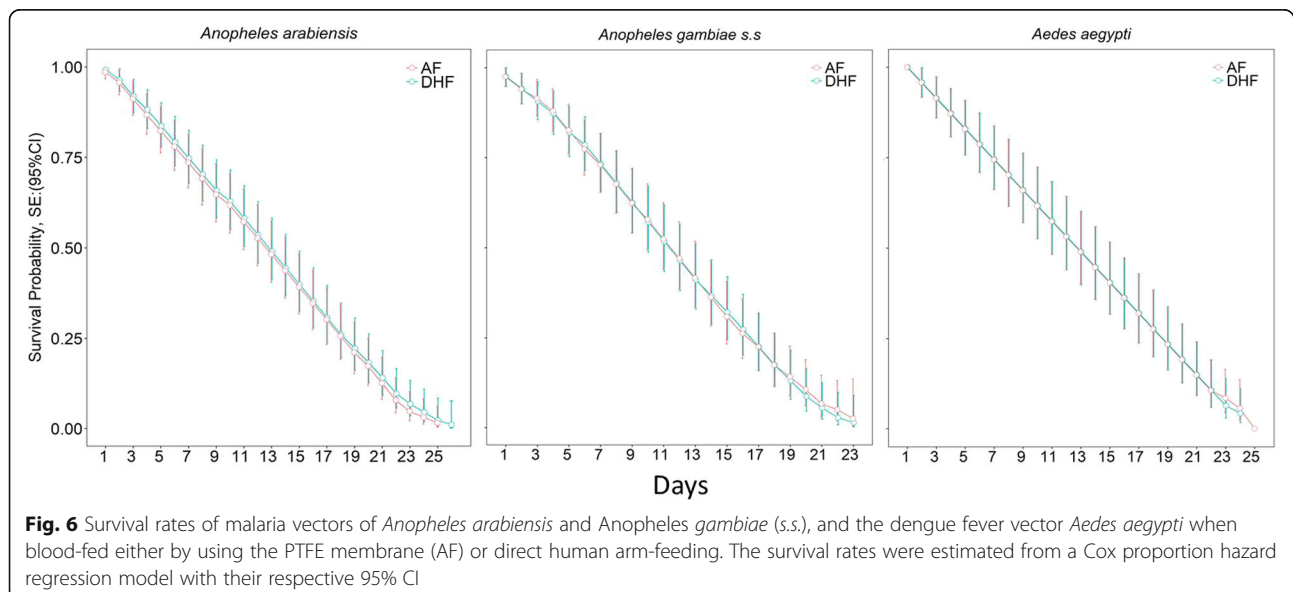 Anopheles arabiensis
Anopheles gambiae s.s
Aedes aegypti
AF
DHF
AF
DHF
AF
DHF
Survival Probability, SE:(95%CI)
1.00
0.75
0.50
0.25
0.00
1 3 5 7 9 11 13 15 17 19 21 23 25
1 3 5 7 9 11 13 15 17 19 21 23
1 3 5 7 9 11 13 15 17 19 21 23 25
Days
Fig. 6 Survival rates of malaria vectors of Anopheles arabiensis and Anopheles gambiae (s.s.), and the dengue fever vector Aedes aegypti when
blood-fed either by using the PTFE membrane (AF) or direct human arm-feeding. The survival rates were estimated from a Cox proportion hazard
regression model with their respective 95% CI